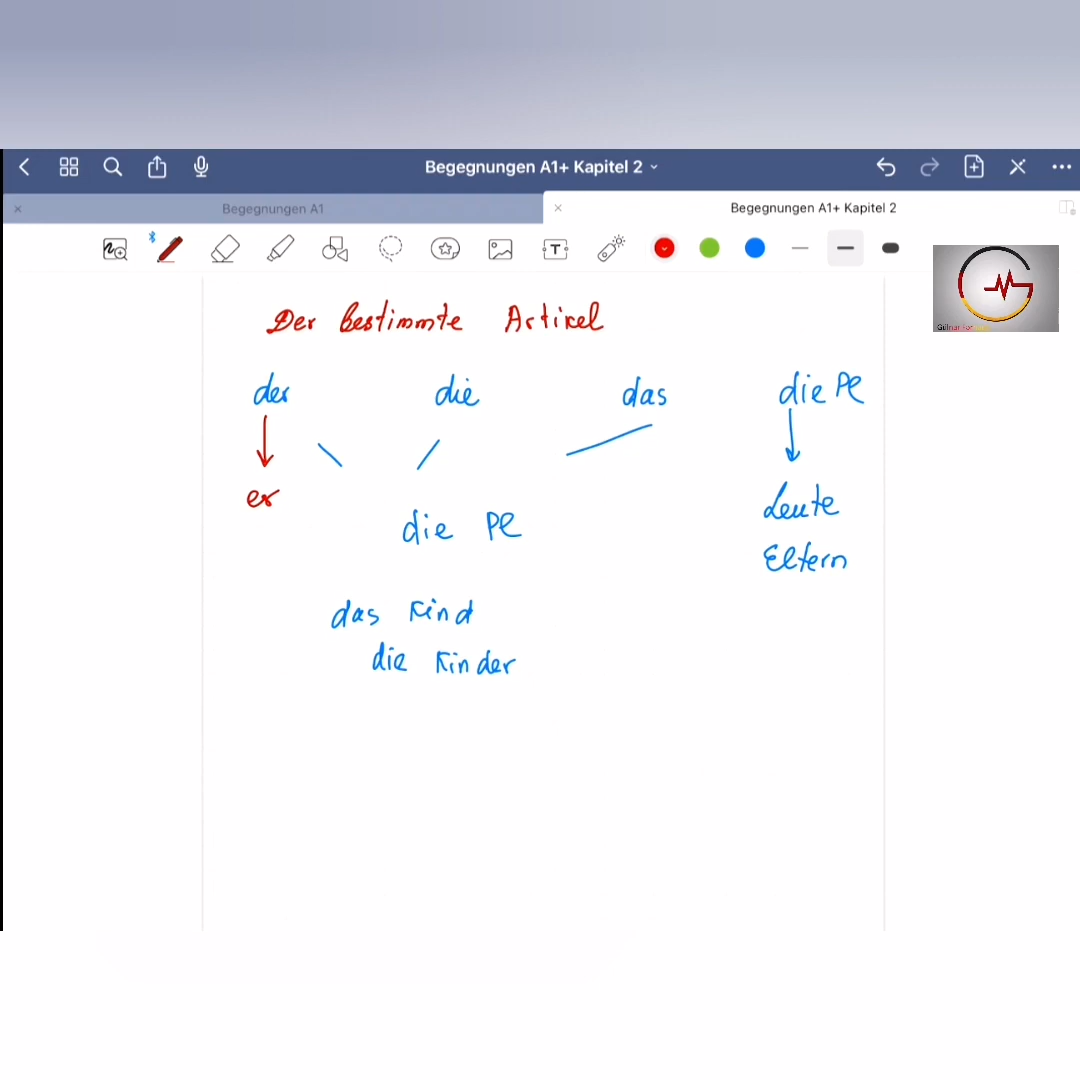 Begegnungen A1+ Kapitel 2
Begegnungen A1
Begegnungen A1+ Kapitel 2
T
Der bestimmte Artikel
der die das die Pl
er
die Pl
Leute
Eltern
das Kind
die Kinder